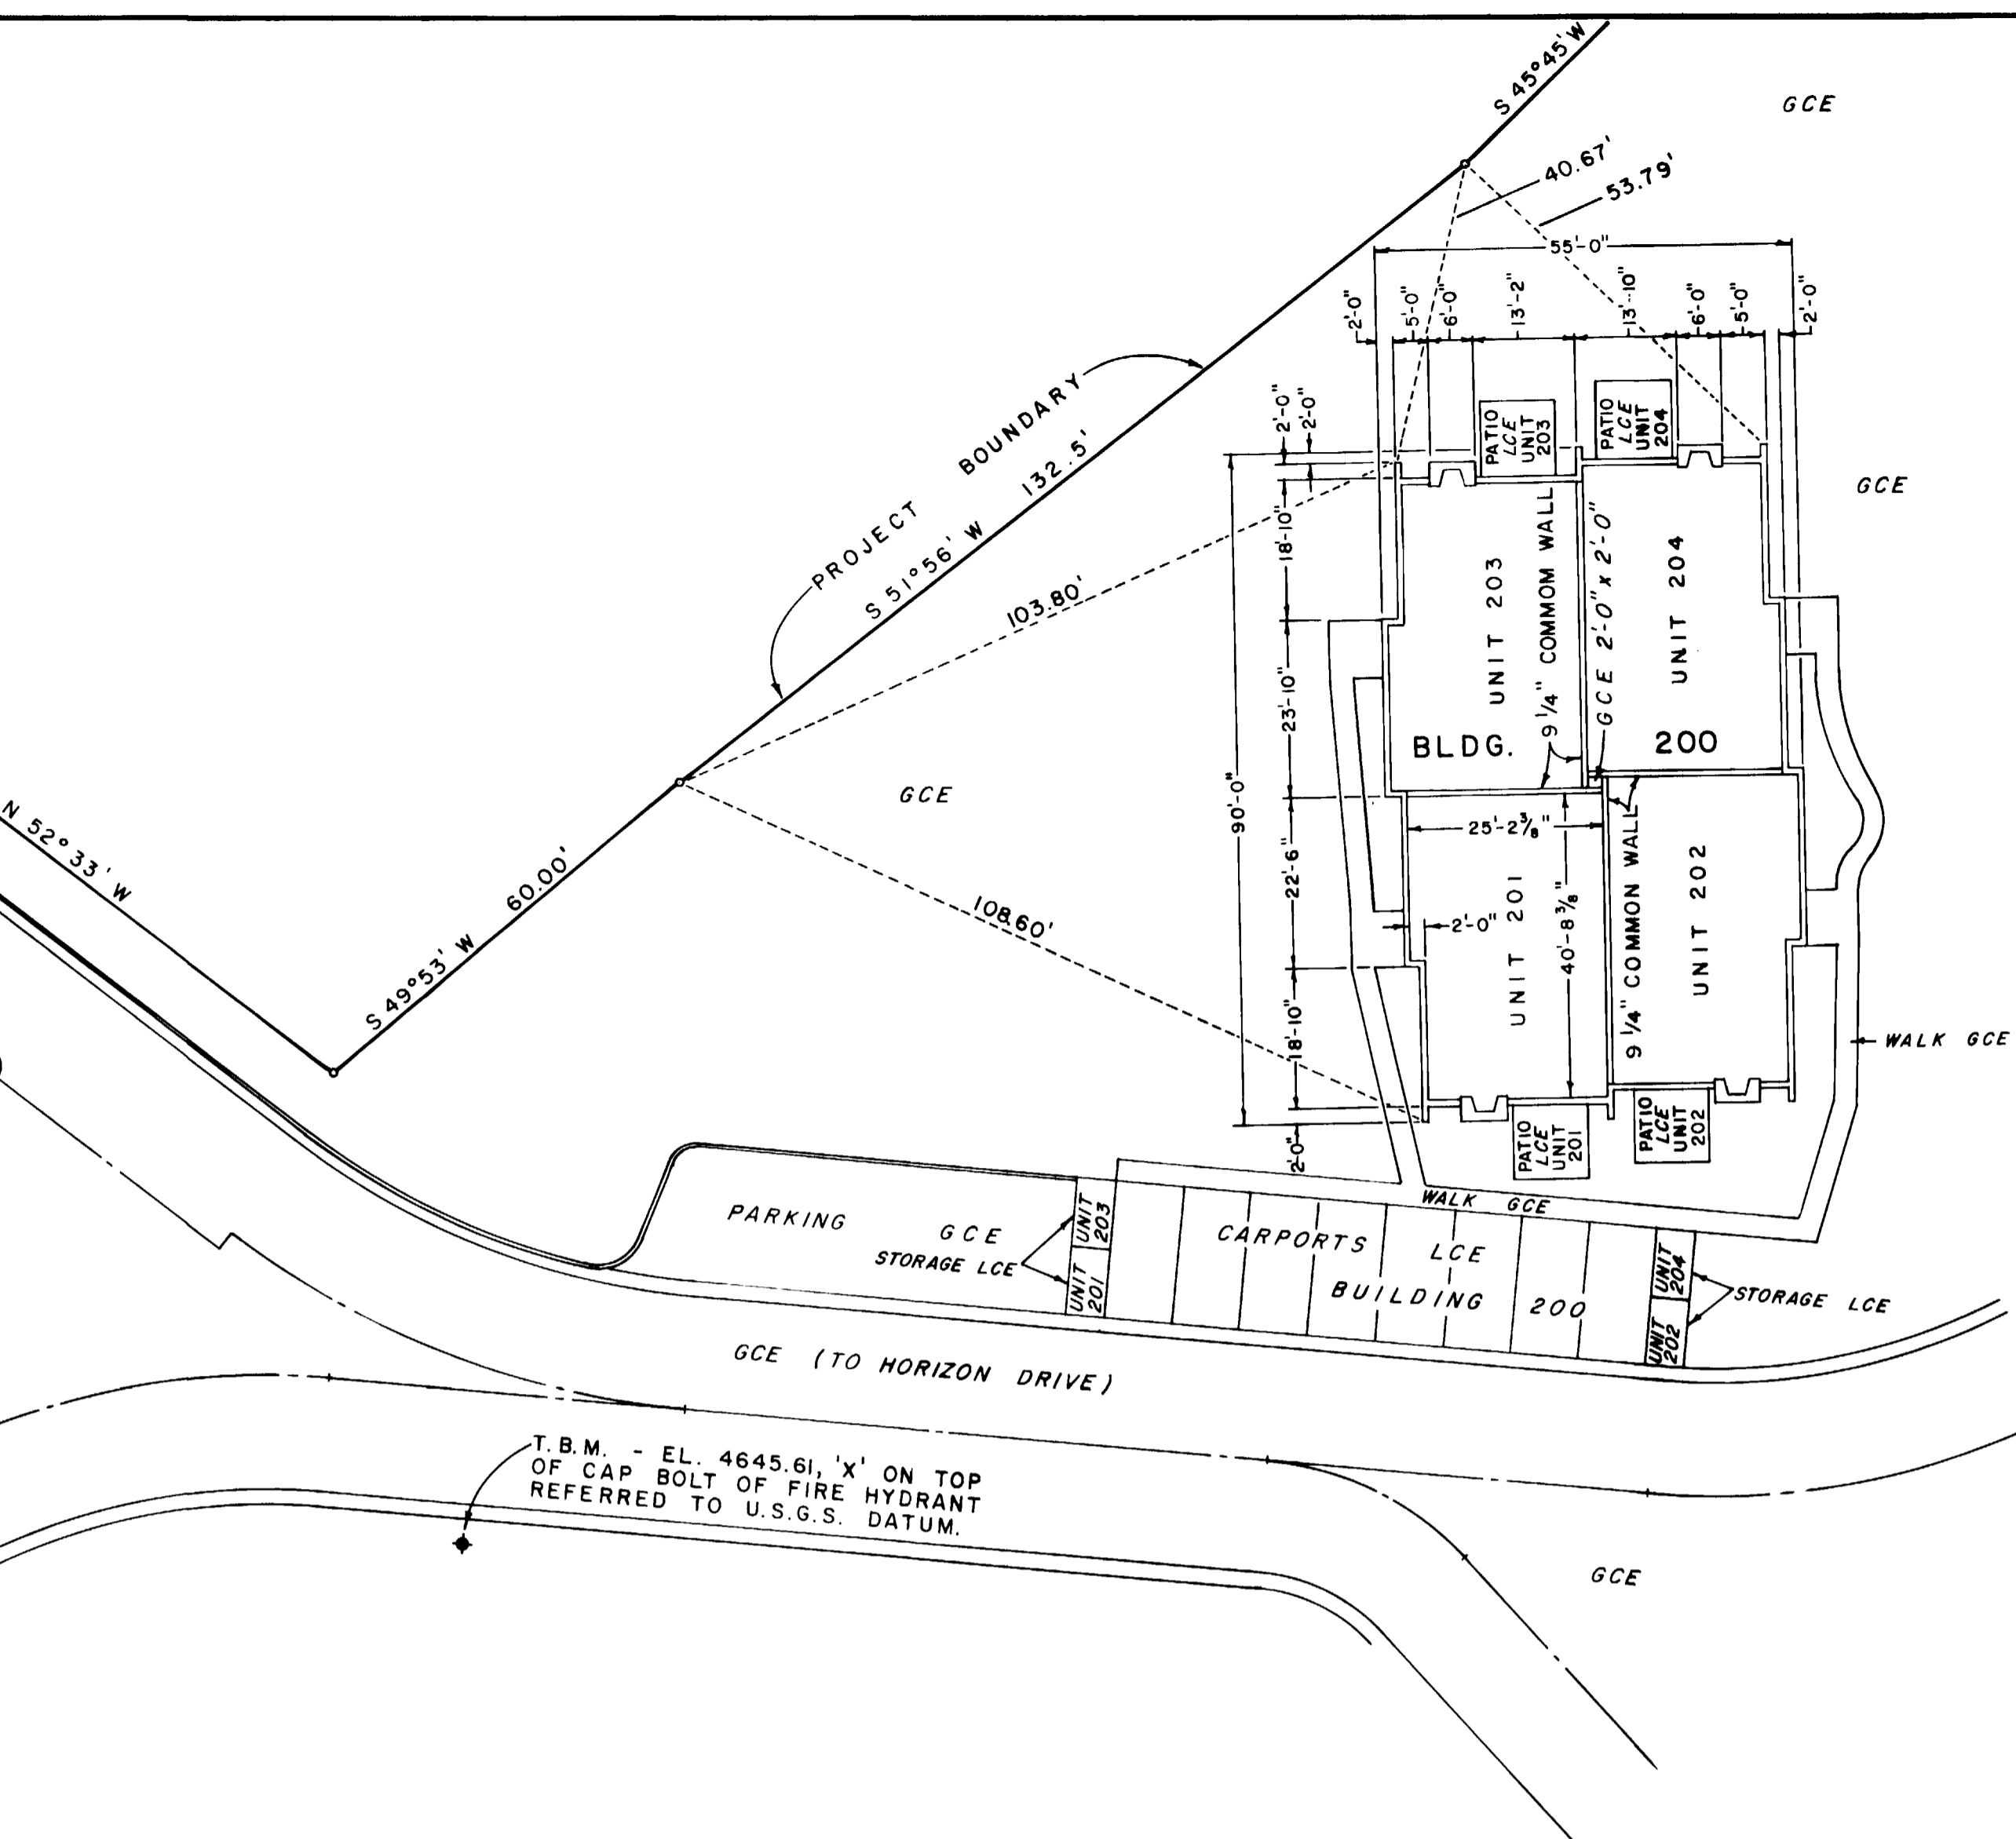 S 45°45' W
GCE
40.67'
53.79'
55'-0"
2'-0"
5'-0"
6'-0"
13'-2"
13'-10"
6'-0"
5'-0"
2'-0"
PROJECT BOUNDARY
S 51°56' W 132.5'
2'-0"
2'-0"
PATIO
LCE
UNIT
203
PATIO
LCE
UNIT
204
GCE
18'-10"
23'-10"
22'-6"
18'-10"
2'-0"
90'-0"
103.80'
108.60'
GCE
UNIT 203
9 1/4" COMMOM WALL
GCE 2'-0" x 2'-0"
UNIT 204
BLDG. 200
25'-2 3/8"
UNIT 201
2'-0"
40'-8 3/8"
9 1/4" COMMON WALL
UNIT 202
N 52°33' W
60.00'
S 49°53' W
WALK GCE
PATIO
LCE
UNIT
201
PATIO
LCE
UNIT
202
WALK GCE
PARKING GCE
STORAGE LCE
UNIT
203
UNIT
201
CARPORTS LCE
BUILDING 200
UNIT
204
UNIT
202
STORAGE LCE
GCE (TO HORIZON DRIVE)
T.B.M. - EL. 4645.61, 'X' ON TOP
OF CAP BOLT OF FIRE HYDRANT
REFERRED TO U.S.G.S. DATUM.
GCE